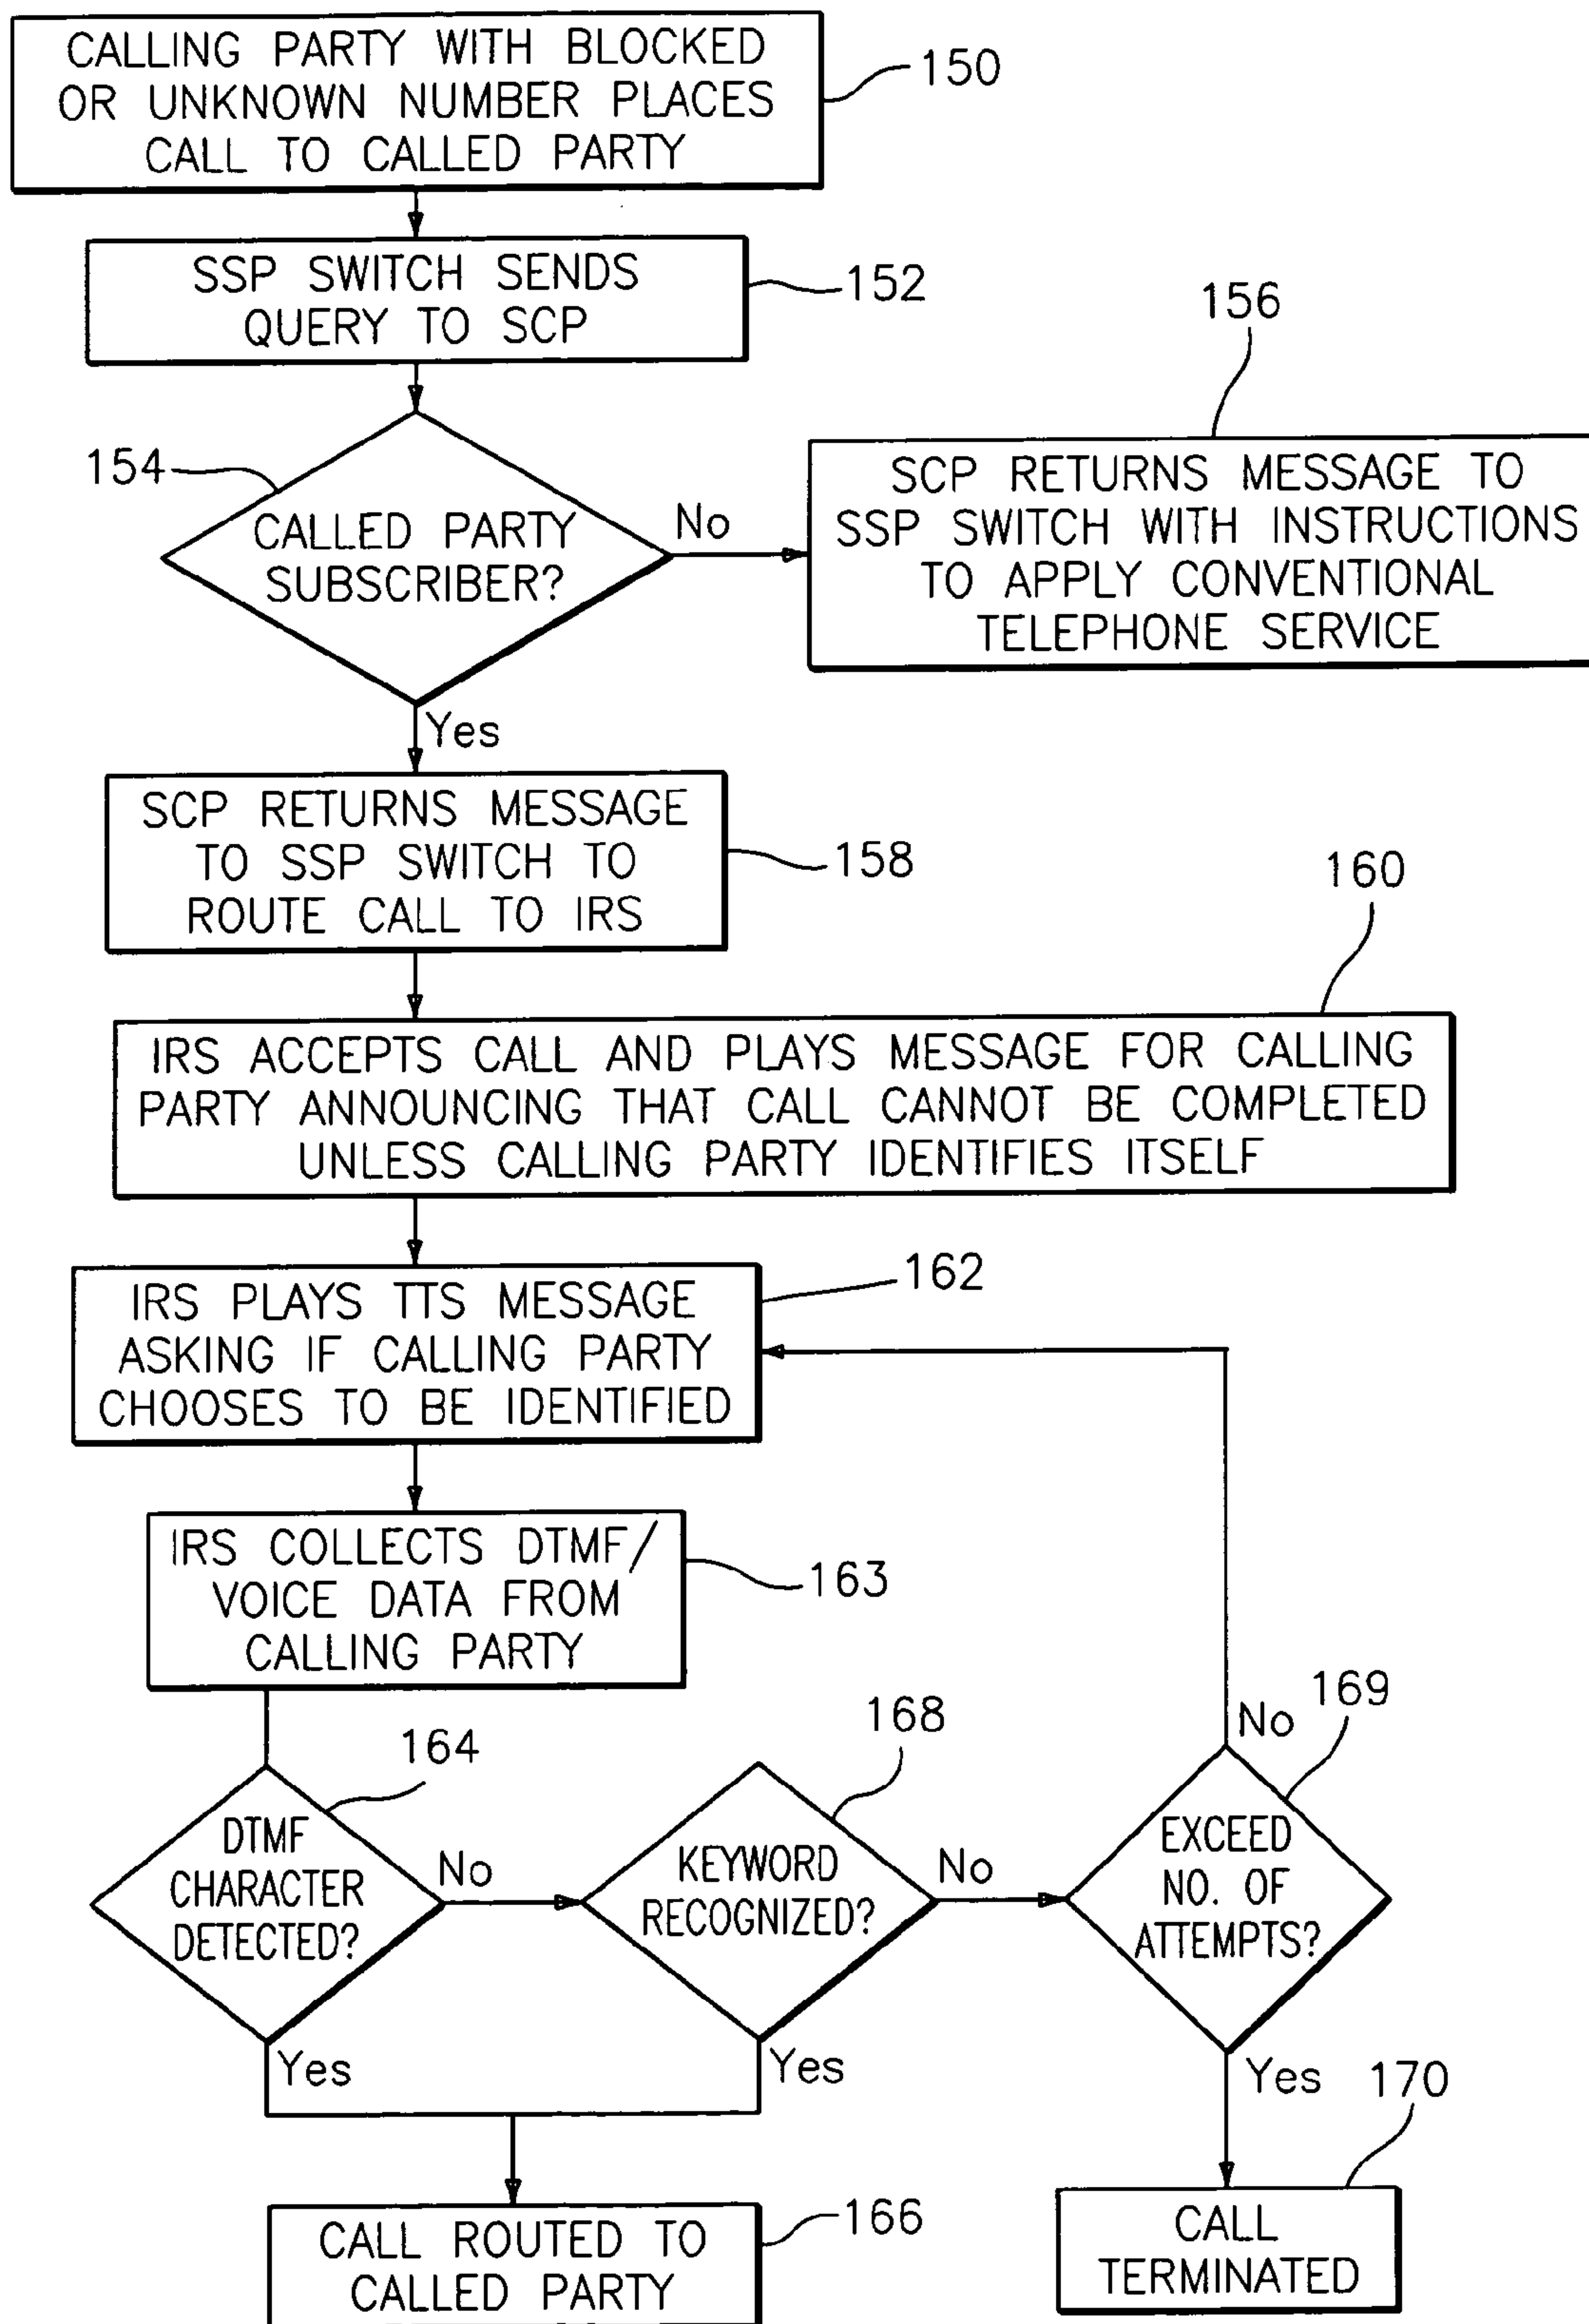 CALLING PARTY WITH BLOCKED
OR UNKNOWN NUMBER PLACES
CALL TO CALLED PARTY
150
SSP SWITCH SENDS
QUERY TO SCP
152
154
CALLED PARTY
SUBSCRIBER?
No
156
SCP RETURNS MESSAGE TO
SSP SWITCH WITH INSTRUCTIONS
TO APPLY CONVENTIONAL
TELEPHONE SERVICE
Yes
SCP RETURNS MESSAGE
TO SSP SWITCH TO
ROUTE CALL TO IRS
158
160
IRS ACCEPTS CALL AND PLAYS MESSAGE FOR CALLING
PARTY ANNOUNCING THAT CALL CANNOT BE COMPLETED
UNLESS CALLING PARTY IDENTIFIES ITSELF
IRS PLAYS TTS MESSAGE
ASKING IF CALLING PARTY
CHOOSES TO BE IDENTIFIED
162
IRS COLLECTS DTMF/
VOICE DATA FROM
CALLING PARTY
163
164
DTMF
CHARACTER
DETECTED?
No
168
KEYWORD
RECOGNIZED?
No
169
No
EXCEED
NO. OF
ATTEMPTS?
Yes
Yes
Yes
170
CALL ROUTED TO
CALLED PARTY
166
CALL
TERMINATED